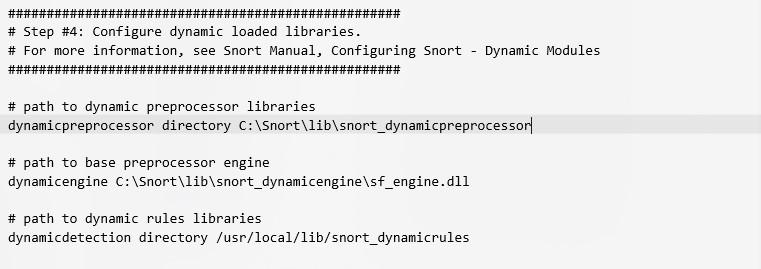 ###################################################
# Step #4: Configure dynamic loaded libraries.
# For more information, see Snort Manual, Configuring Snort - Dynamic Modules
###################################################
# path to dynamic preprocessor libraries
dynamicpreprocessor directory C:\Snort\lib\snort_dynamicpreprocessor
# path to base preprocessor engine
dynamicengine C:\Snort\lib\snort_dynamicengine\sf_engine.dll
# path to dynamic rules libraries
dynamicdetection directory /usr/local/lib/snort_dynamicrules